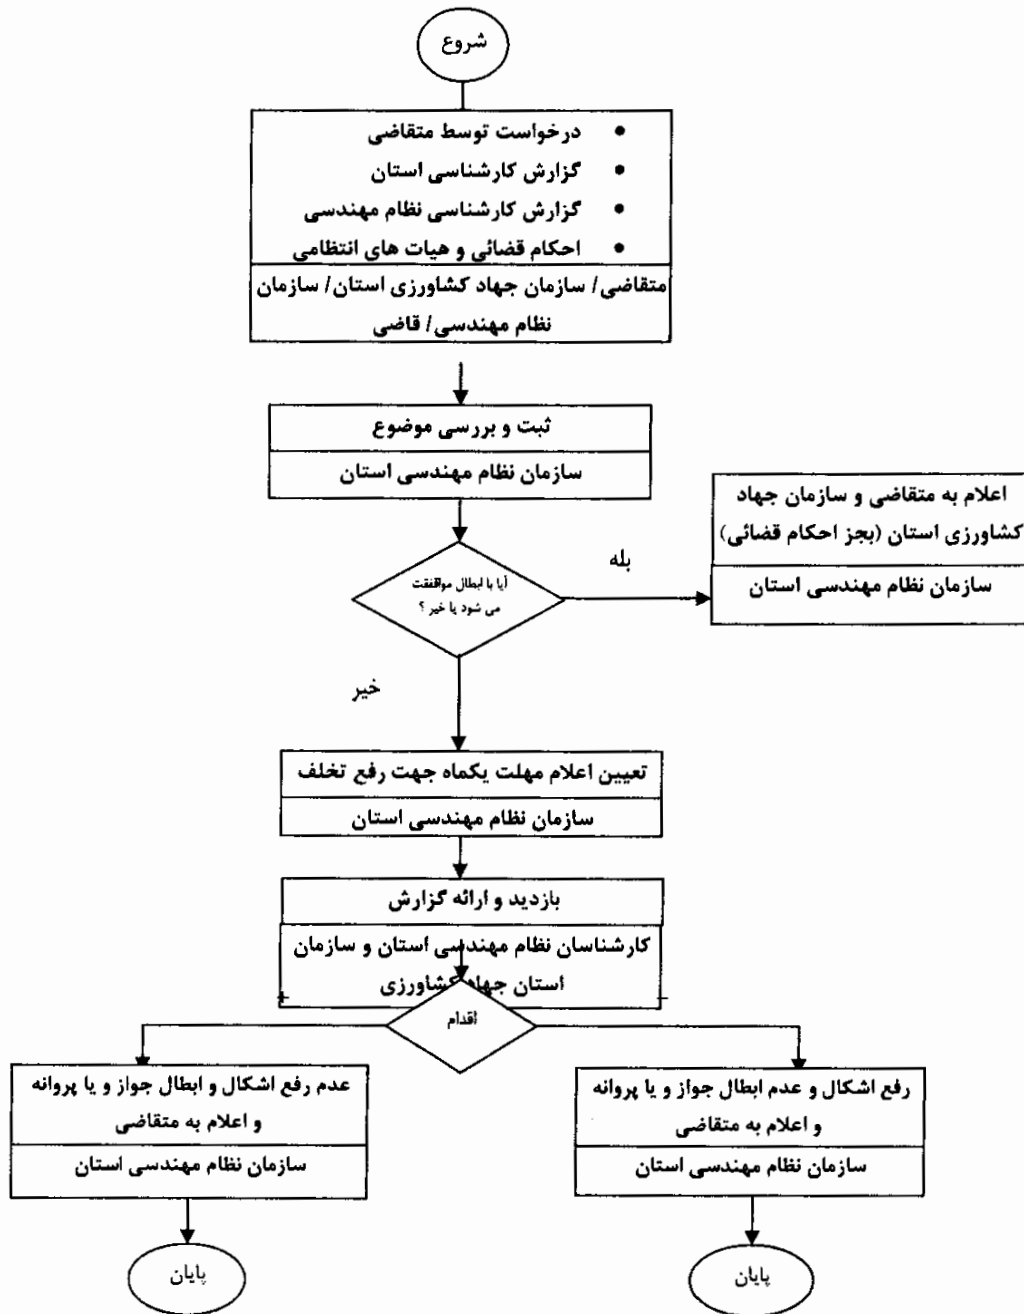 شروع
• درخواست توسط متقاضی
• گزارش کارشناسی استان
• گزارش کارشناسی نظام مهندسی
• احکام قضائی و هیات های انتظامی
متقاضی/ سازمان جهاد کشاورزی استان/ سازمان
نظام مهندسی/ قاضی
ثبت و بررسی موضوع
سازمان نظام مهندسی استان
اعلام به متقاضی و سازمان جهاد
کشاورزی استان (بجز احکام قضائی)
سازمان نظام مهندسی استان
بله
آیا با ابطال مواققفت
می شود یا خیر ؟
خیر
تعیین اعلام مهلت یکماه جهت رفع تخلف
سازمان نظام مهندسی استان
بازدید و ارائه گزارش
کارشناسان نظام مهندسی استان و سازمان
استان جهاد کشاورزی
اقدام
رفع اشکال و عدم ابطال جواز و یا پروانه
و اعلام به متقاضی
سازمان نظام مهندسی استان
پایان
عدم رفع اشکال و ابطال جواز و یا پروانه
و اعلام به متقاضی
سازمان نظام مهندسی استان
پایان